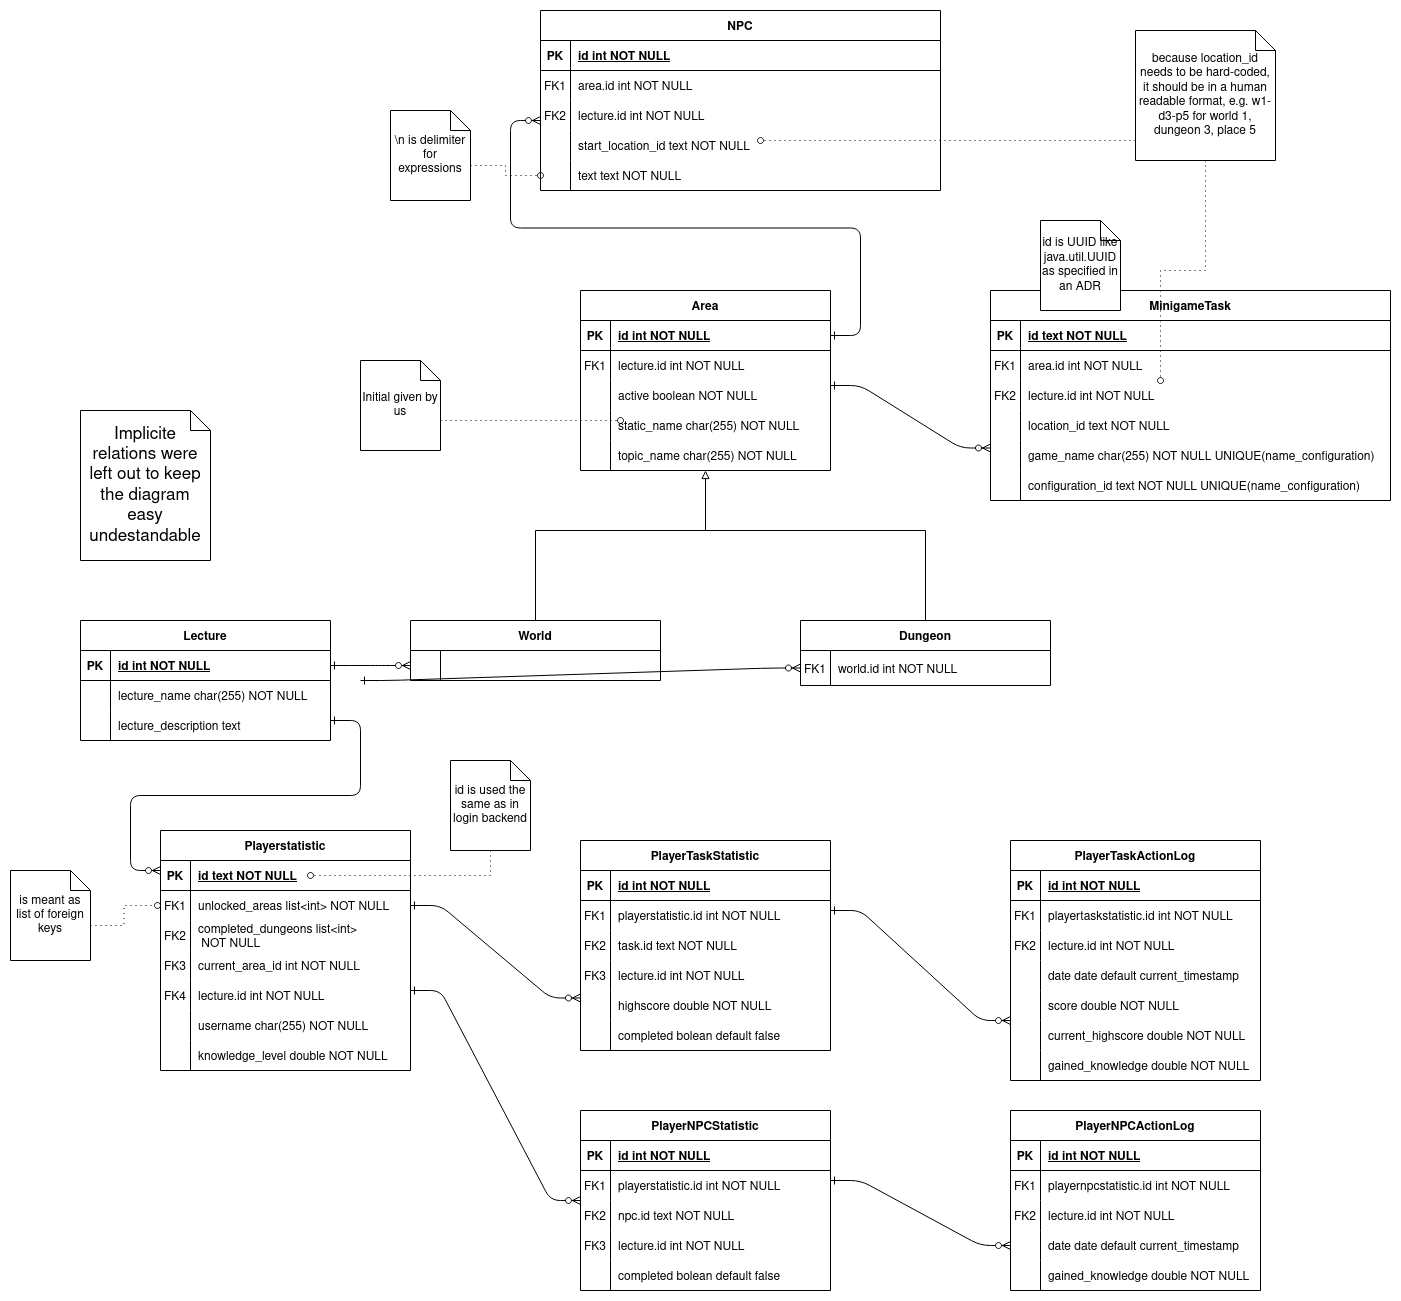 NPC
PK id int NOT NULL
FK1 area.id int NOT NULL
FK2 lecture.id int NOT NULL
start_location_id text NOT NULL
text text NOT NULL
because location_id
needs to be hard-coded,
it should be in a human
readable format, e.g. w1-
d3-p5 for world 1,
dungeon 3, place 5
\n is delimiter
for
expressions
id is UUID like
java.util.UUID
as specified in
an ADR
Area
PK id int NOT NULL
FK1 lecture.id int NOT NULL
active boolean NOT NULL
static_name char(255) NOT NULL
topic_name char(255) NOT NULL
MinigameTask
PK id text NOT NULL
FK1 area.id int NOT NULL
FK2 lecture.id int NOT NULL
location_id text NOT NULL
game_name char(255) NOT NULL UNIQUE(name_configuration)
configuration_id text NOT NULL UNIQUE(name_configuration)
Initial given by
us
Implicite
relations were
left out to keep
the diagram
easy
undestandable
Lecture
PK id int NOT NULL
lecture_name char(255) NOT NULL
lecture_description text
World
Dungeon
FK1 world.id int NOT NULL
id is used the
same as in
login backend
is meant as
list of foreign
keys
Playerstatistic
PK id text NOT NULL
FK1 unlocked_areas list<int> NOT NULL
FK2 completed_dungeons list<int>
NOT NULL
FK3 current_area_id int NOT NULL
FK4 lecture.id int NOT NULL
username char(255) NOT NULL
knowledge_level double NOT NULL
PlayerTaskStatistic
PK id int NOT NULL
FK1 playerstatistic.id int NOT NULL
FK2 task.id text NOT NULL
FK3 lecture.id int NOT NULL
highscore double NOT NULL
completed bolean default false
PlayerTaskActionLog
PK id int NOT NULL
FK1 playertaskstatistic.id int NOT NULL
FK2 lecture.id int NOT NULL
date date default current_timestamp
score double NOT NULL
current_highscore double NOT NULL
gained_knowledge double NOT NULL
PlayerNPCStatistic
PK id int NOT NULL
FK1 playerstatistic.id int NOT NULL
FK2 npc.id text NOT NULL
FK3 lecture.id int NOT NULL
completed bolean default false
PlayerNPCActionLog
PK id int NOT NULL
FK1 playernpcstatistic.id int NOT NULL
FK2 lecture.id int NOT NULL
date date default current_timestamp
gained_knowledge double NOT NULL